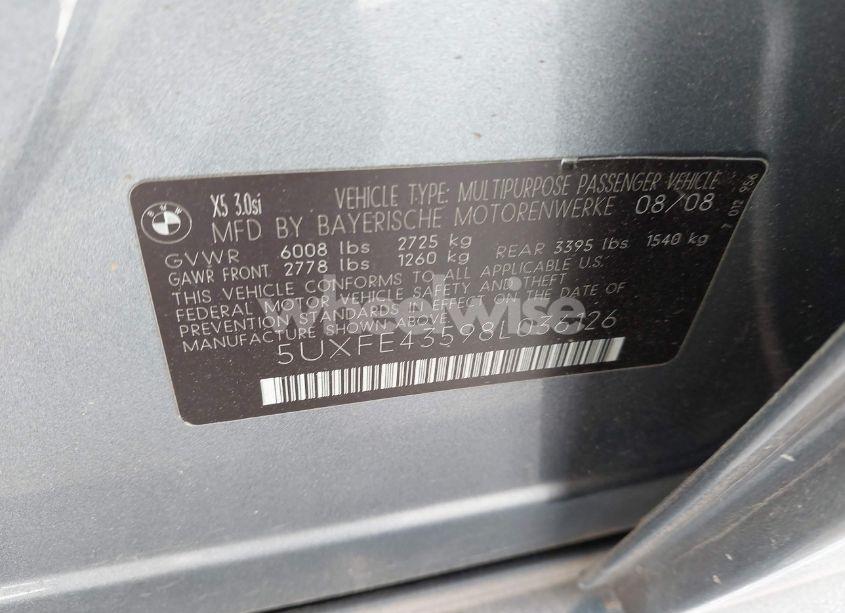 X5 3.0si VEHICLE TYPE: MULTIPURPOSE PASSENGER VEHICLE
MFD BY BAYERISCHE MOTORENWERKE 08/08
GVWR 6008 lbs 2725 kg
GAWR FRONT 2778 lbs 1260 kg REAR 3395 lbs 1540 kg
THIS VEHICLE CONFORMS TO ALL APPLICABLE U.S.
FEDERAL MOTOR VEHICLE SAFETY AND THEFT
PREVENTION STANDARDS IN EFFECT ON THE DATE OF
MANUFACTURE SHOWN ABOVE.
wheelwise